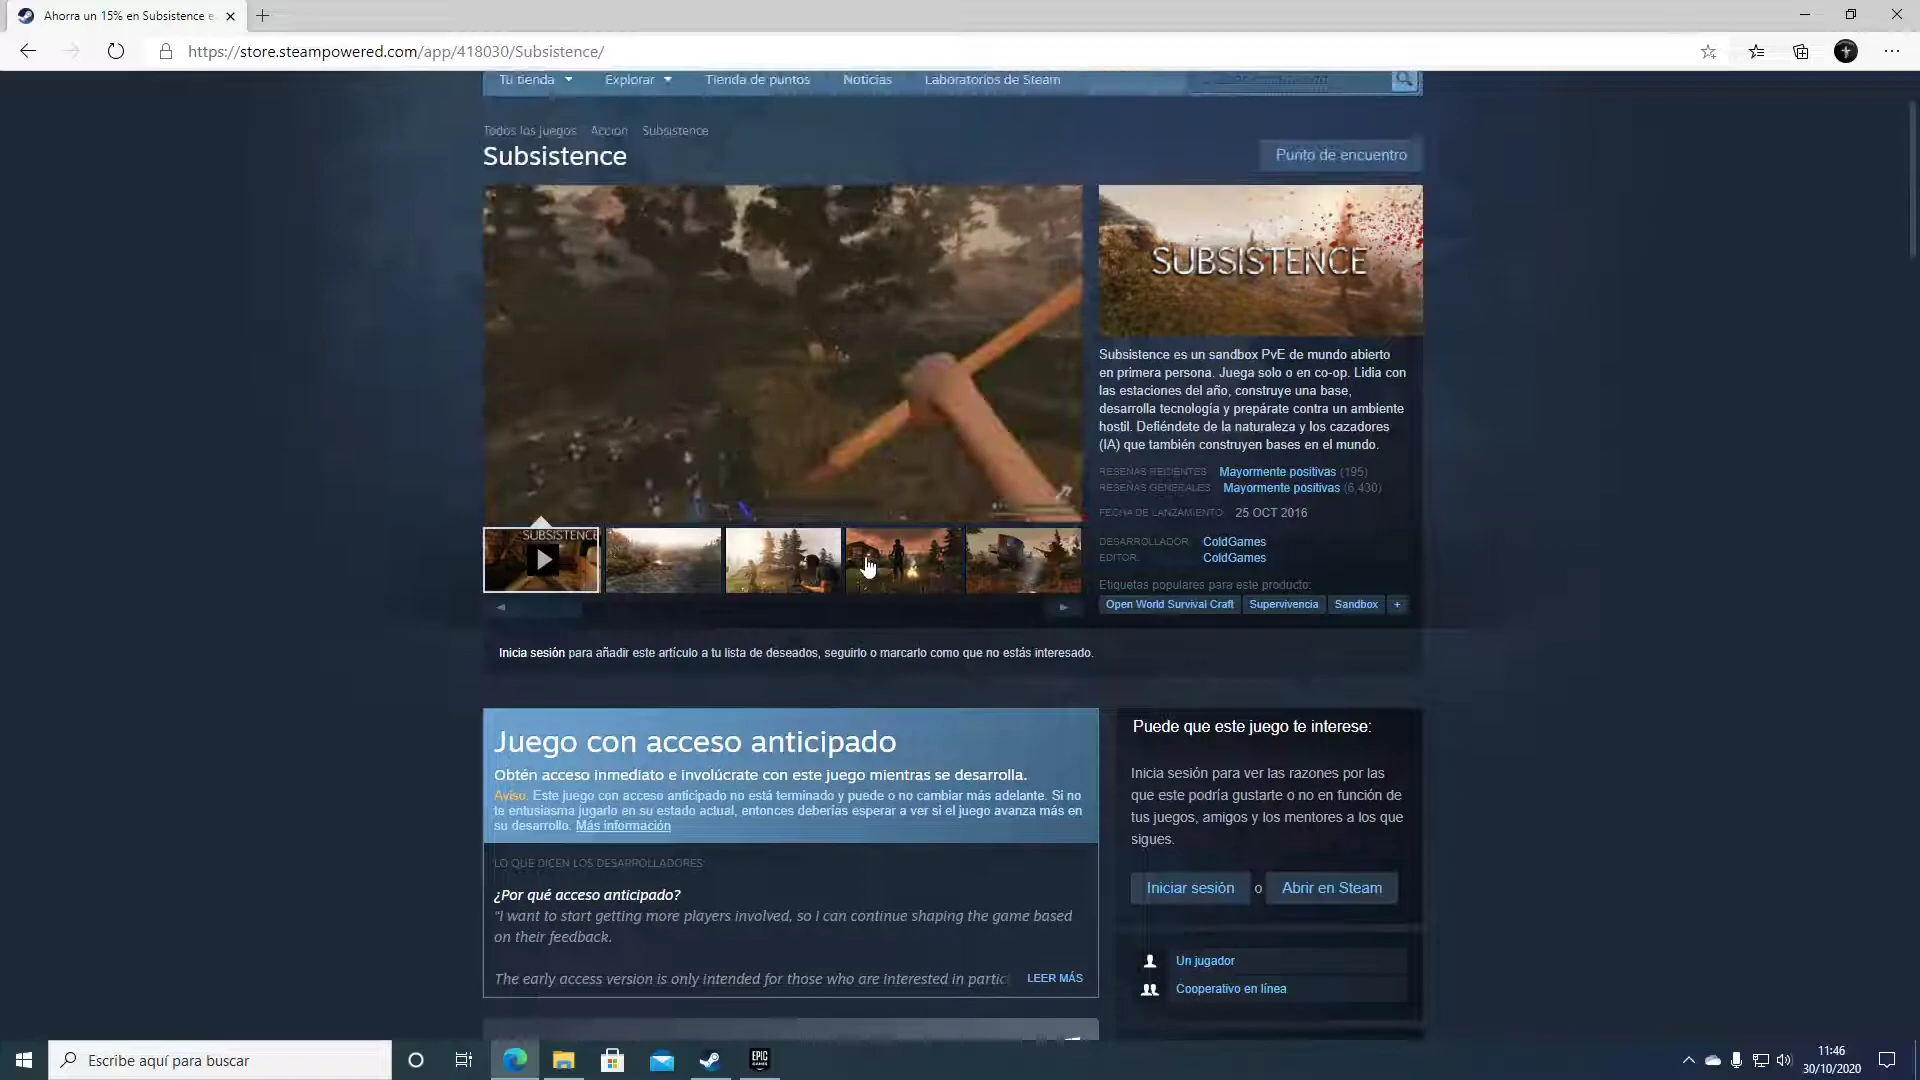 Ahorra un 15% en Subsistence e
https://store.steampowered.com/app/418030/Subsistence/
Tu tienda
Explorar
Tienda de puntos
Noticias
Laboratorios de Steam
Todos los juegos
Acción
Subsistence
Subsistence
Punto de encuentro
SUBSISTENCE
Subsistence es un sandbox PvE de mundo abierto
en primera persona. Juega solo o en co-op. Lidia con
las estaciones del año, construye una base,
desarrolla tecnología y prepárate contra un ambiente
hostil. Defiéndete de la naturaleza y los cazadores
(IA) que también construyen bases en el mundo.
RESEÑAS RECIENTES: Mayormente positivas (195)
RESEÑAS GENERALES: Mayormente positivas (6,430)
FECHA DE LANZAMIENTO: 25 OCT 2016
DESARROLLADOR: ColdGames
EDITOR: ColdGames
Etiquetas populares para este producto:
Open World Survival Craft
Supervivencia
Sandbox
+
SUBSISTENCE
Inicia sesión para añadir este artículo a tu lista de deseados, seguirlo o marcarlo como que no estás interesado.
Juego con acceso anticipado
Obtén acceso inmediato e involúcrate con este juego mientras se desarrolla.
Aviso: Este juego con acceso anticipado no está terminado y puede o no cambiar más adelante. Si no
te entusiasma jugarlo en su estado actual, entonces deberías esperar a ver si el juego avanza más en
su desarrollo. Más información
LO QUE DICEN LOS DESARROLLADORES:
¿Por qué acceso anticipado?
"I want to start getting more players involved, so I can continue shaping the game based
on their feedback.
The early access version is only intended for those who are interested in partic
LEER MÁS
Puede que este juego te interese:
Inicia sesión para ver las razones por las
que este podría gustarte o no en función de
tus juegos, amigos y los mentores a los que
sigues.
Iniciar sesión o Abrir en Steam
Un jugador
Cooperativo en línea
Escribe aquí para buscar
EPIC
GAMES
11:46
30/10/2020